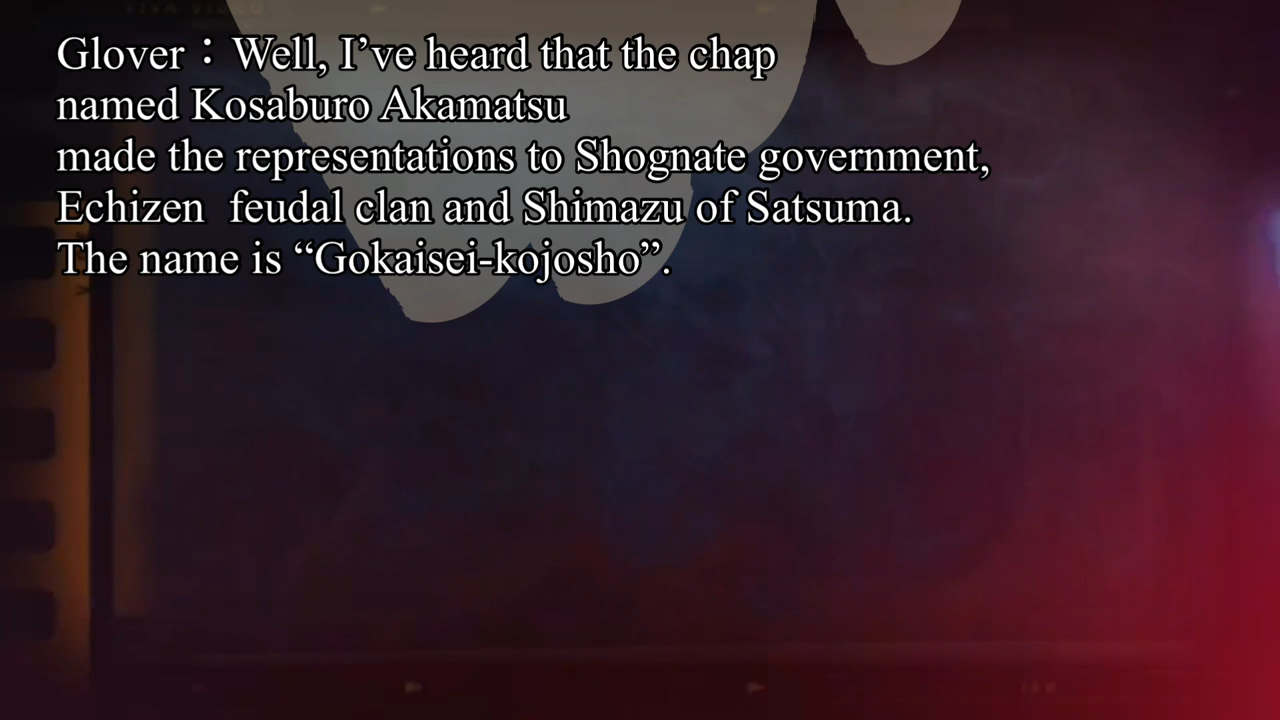 Glover：Well, I’ve heard that the chap
named Kosaburo Akamatsu
made the representations to Shognate government,
Echizen  feudal clan and Shimazu of Satsuma.
The name is “Gokaisei-kojosho”.